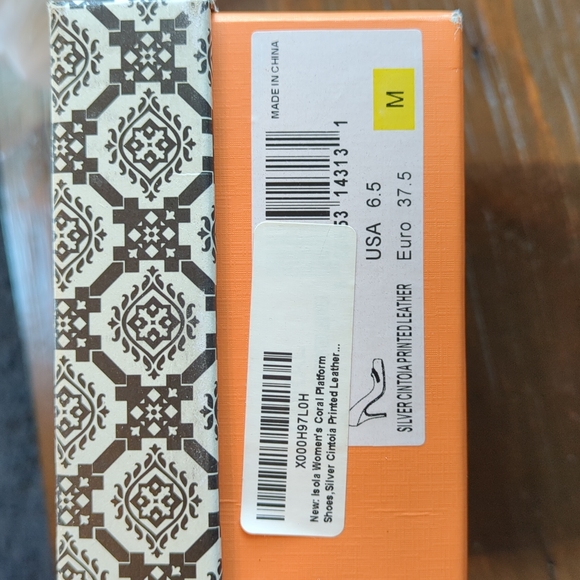 MADE IN CHINA
53 14313 1
M
USA 6.5
Euro 37.5
SILVER CINTOIA PRINTED LEATHER
X000H97L0H
New: Isola Women's Coral Platform
Shoes,Silver Cintoia Printed Leather...